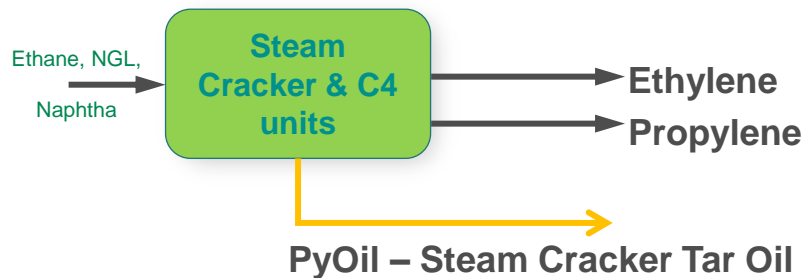 Ethane, NGL,
Naphtha
Steam
Cracker & C4
units
Ethylene
Propylene
PyOil – Steam Cracker Tar Oil